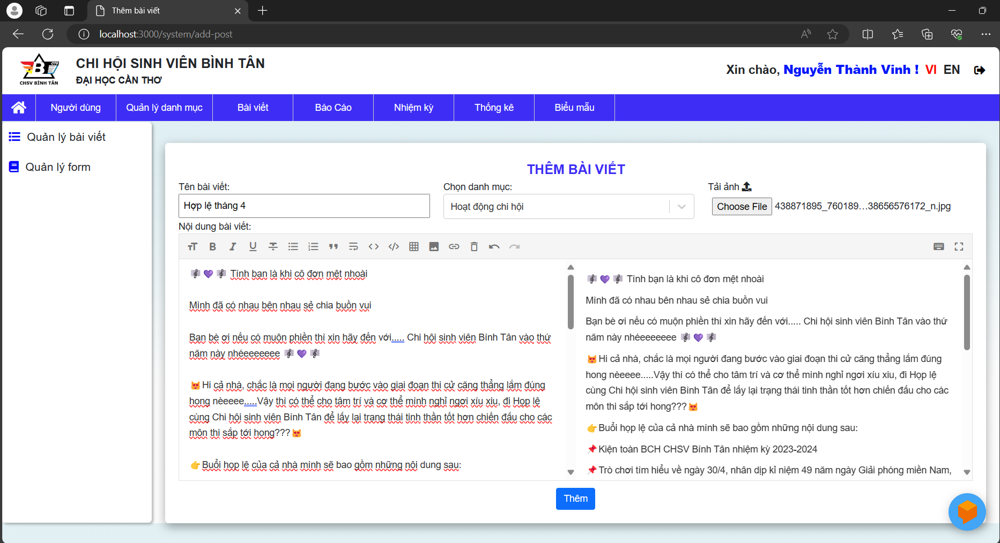 Thêm bài viết
localhost:3000/system/add-post
CHSV BÌNH TÂN
CHI HỘI SINH VIÊN BÌNH TÂN
ĐẠI HỌC CẦN THƠ
Xin chào, Nguyễn Thành Vinh ! VI EN
Người dùng
Quản lý danh mục
Bài viết
Báo Cáo
Nhiệm kỳ
Thống kê
Biểu mẫu
Quản lý bài viết
Quản lý form
THÊM BÀI VIẾT
Tên bài viết:
Hợp lệ tháng 4
Chọn danh mục:
Hoạt động chi hội
Tải ảnh
Choose File 438871895_760189…38656576172_n.jpg
Nội dung bài viết:
🎼💜🎼 Tình bạn là khi cô đơn mệt nhoài
Mình đã có nhau bên nhau sẻ chia buồn vui
Bạn bè ơi nếu có muộn phiền thì xin hãy đến với..... Chi hội sinh viên Bình Tân vào thứ
năm này nhéeeeeeee 🎼💜🎼
😻Hi cả nhà, chắc là mọi người đang bước vào giai đoạn thi cử căng thẳng lắm đúng
hong nèeeee.....Vậy thì có thể cho tâm trí và cơ thể mình nghỉ ngơi xíu xiu, đi Họp lệ
cùng Chi hội sinh viên Bình Tân để lấy lại trạng thái tinh thần tốt hơn chiến đấu cho các
môn thi sắp tới hong???😻
👉Buổi họp lệ của cả nhà mình sẽ bao gồm những nội dung sau:
🎼💜🎼 Tình bạn là khi cô đơn mệt nhoài
Mình đã có nhau bên nhau sẻ chia buồn vui
Bạn bè ơi nếu có muộn phiền thì xin hãy đến với..... Chi hội sinh viên Bình Tân vào thứ
năm này nhéeeeeeee 🎼💜🎼
😻Hi cả nhà, chắc là mọi người đang bước vào giai đoạn thi cử căng thẳng lắm đúng
hong nèeeee.....Vậy thì có thể cho tâm trí và cơ thể mình nghỉ ngơi xíu xiu, đi Họp lệ
cùng Chi hội sinh viên Bình Tân để lấy lại trạng thái tinh thần tốt hơn chiến đấu cho các
môn thi sắp tới hong???😻
👉Buổi họp lệ của cả nhà mình sẽ bao gồm những nội dung sau:
📌Kiện toàn BCH CHSV Bình Tân nhiệm kỳ 2023-2024
📌Trò chơi tìm hiểu về ngày 30/4, nhân dịp kỉ niệm 49 năm ngày Giải phóng miền Nam,
Thêm